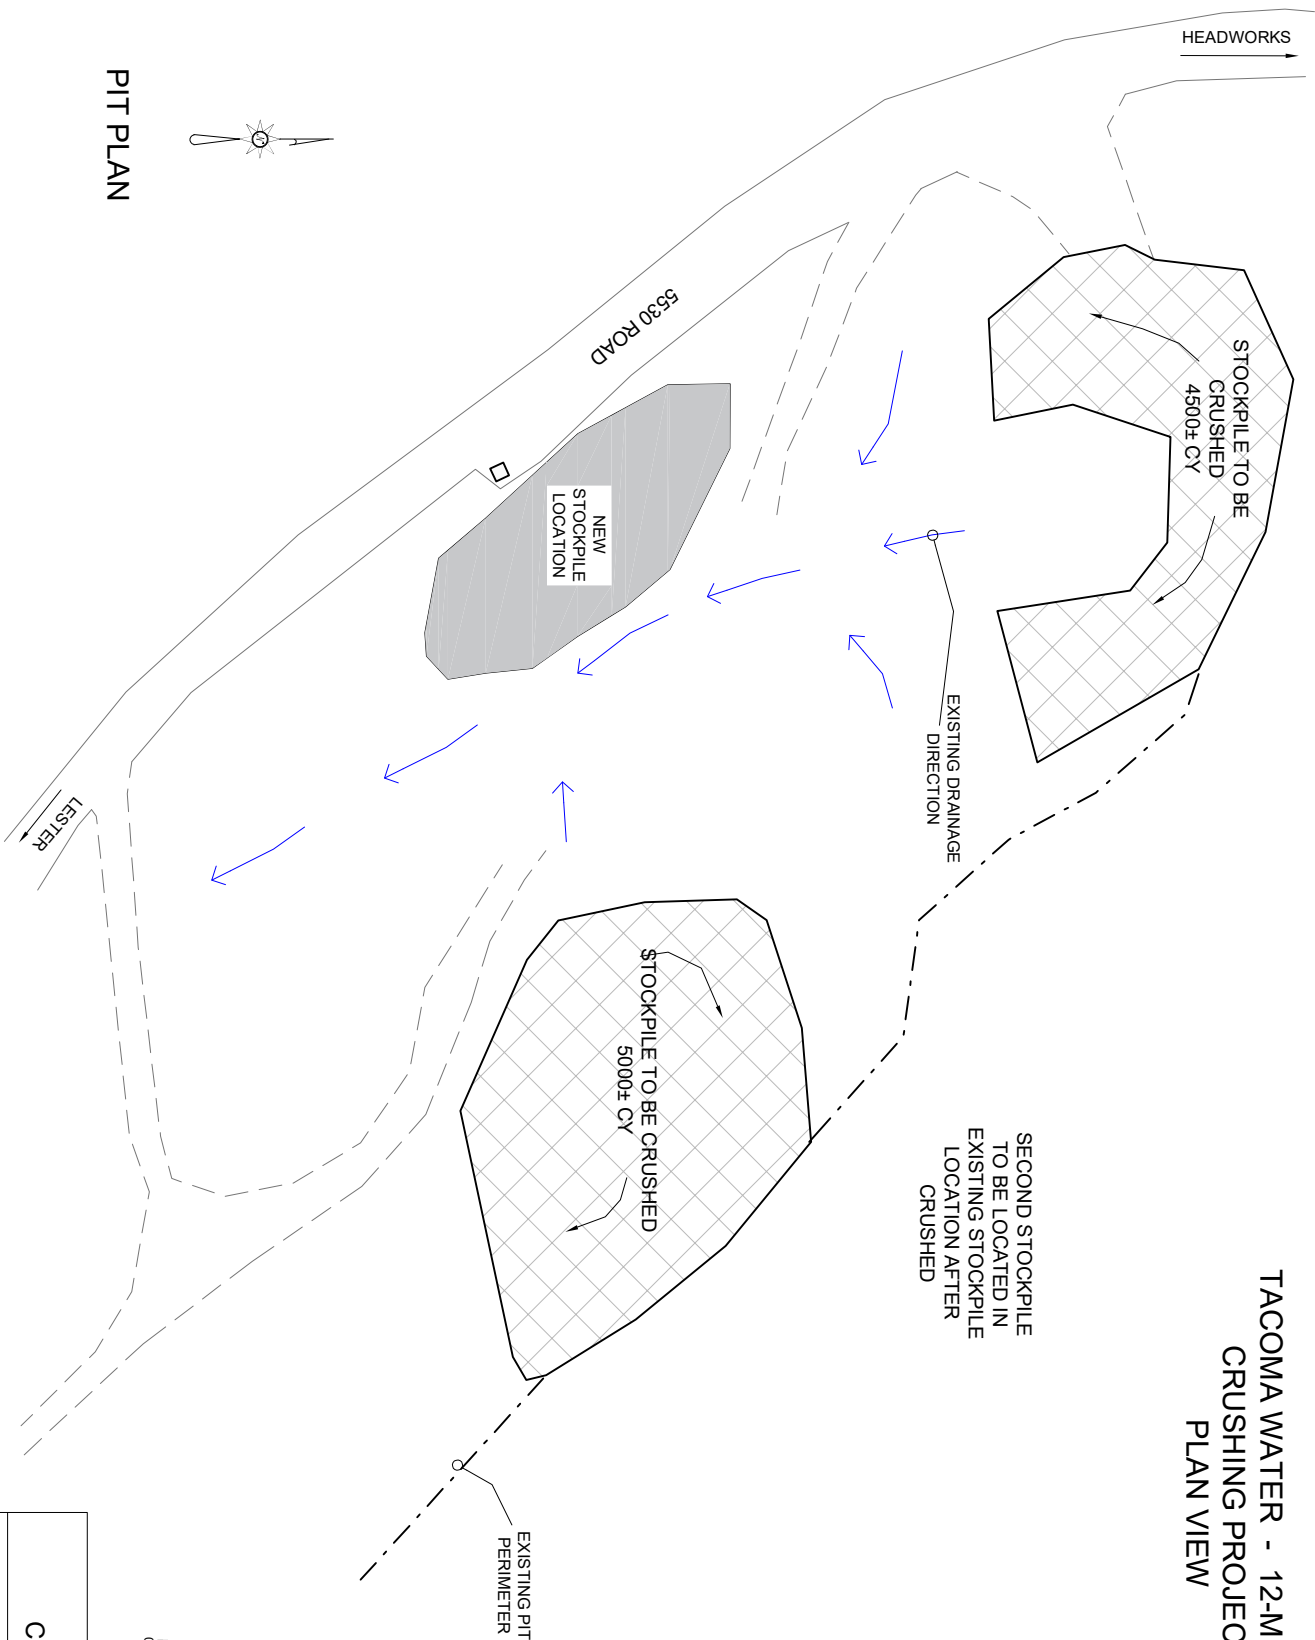 TACOMA WATER - 12-M
CRUSHING PROJEC
PLAN VIEW
HEADWORKS
STOCKPILE TO BE
CRUSHED
4500± CY
5530 ROAD
NEW
STOCKPILE
LOCATION
EXISTING DRAINAGE
DIRECTION
LESTER
STOCKPILE TO BE CRUSHED
5000± CY
SECOND STOCKPILE
TO BE LOCATED IN
EXISTING STOCKPILE
LOCATION AFTER
CRUSHED
EXISTING PIT
PERIMETER
PIT PLAN
N
C